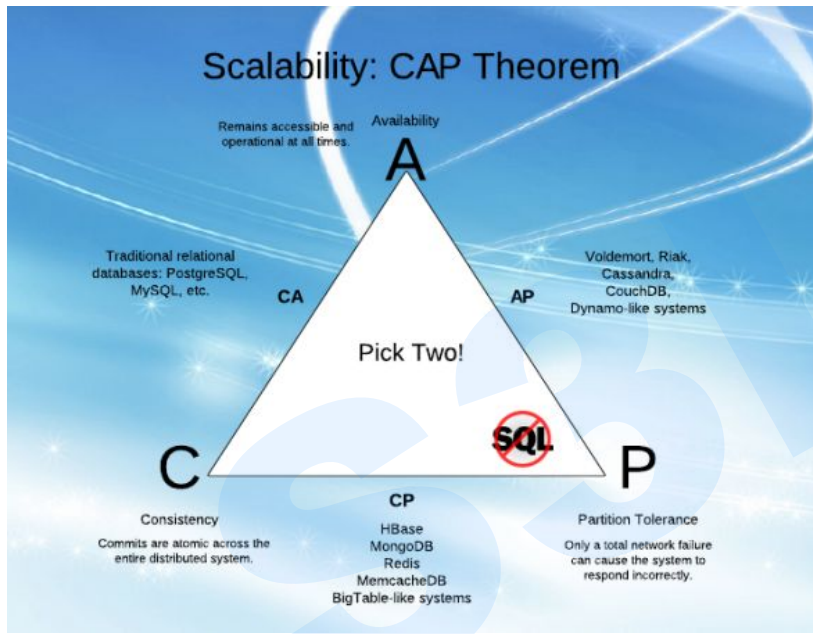 Scalability: CAP Theorem
Availability
Remains accessible and
operational at all times.
A
Traditional relational
databases: PostgreSQL,
MySQL, etc.
CA
AP
Voldemort, Riak,
Cassandra,
CouchDB,
Dynamo-like systems
Pick Two!
SQL
C
P
CP
Consistency
Commits are atomic across the
entire distributed system.
HBase
MongoDB
Redis
MemcacheDB
BigTable-like systems
Partition Tolerance
Only a total network failure
can cause the system to
respond incorrectly.